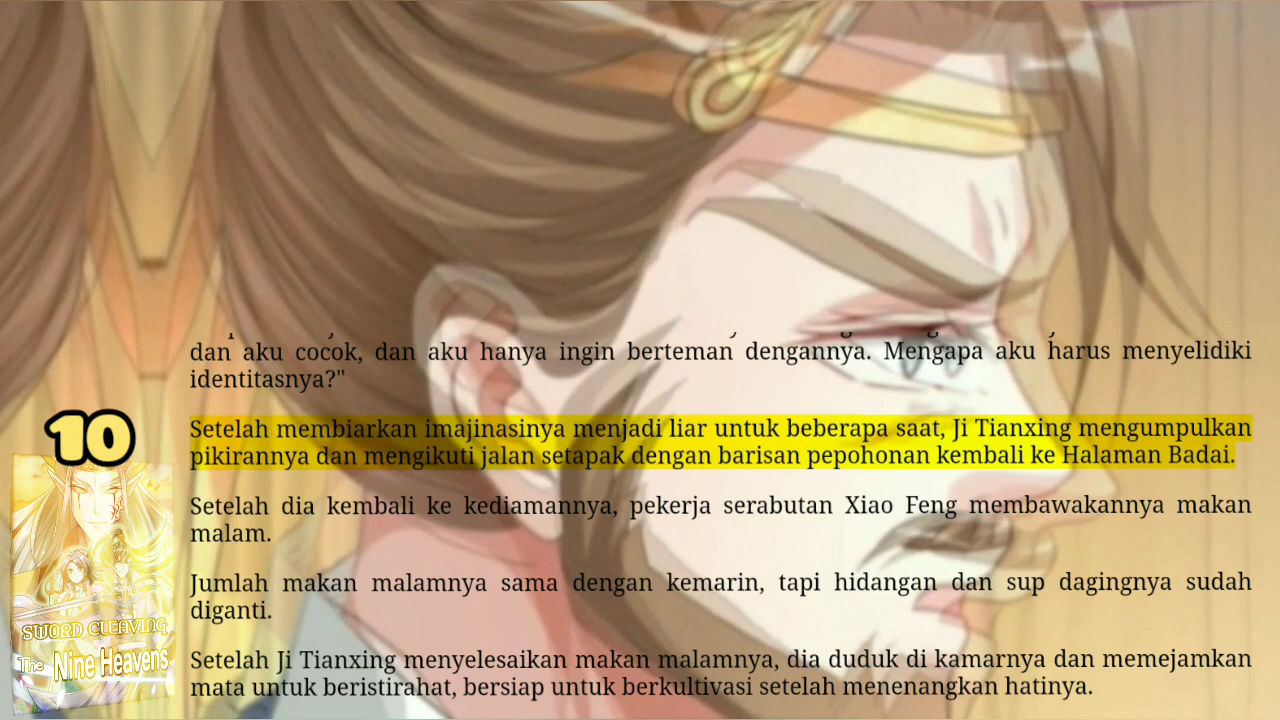 dan aku cocok, dan aku hanya ingin berteman dengannya. Mengapa aku harus menyelidiki
identitasnya?"
Setelah membiarkan imajinasinya menjadi liar untuk beberapa saat, Ji Tianxing mengumpulkan
pikirannya dan mengikuti jalan setapak dengan barisan pepohonan kembali ke Halaman Badai.
Setelah dia kembali ke kediamannya, pekerja serabutan Xiao Feng membawakannya makan
malam.
Jumlah makan malamnya sama dengan kemarin, tapi hidangan dan sup dagingnya sudah
diganti.
Setelah Ji Tianxing menyelesaikan makan malamnya, dia duduk di kamarnya dan memejamkan
mata untuk beristirahat, bersiap untuk berkultivasi setelah menenangkan hatinya.
10
SWORD CLEAVING
The Nine Heavens